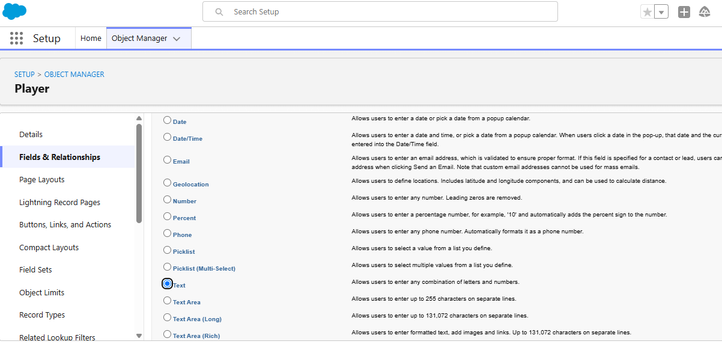 Search Setup
Setup
Home
Object Manager
SETUP > OBJECT MANAGER
Player
Details
Fields & Relationships
Page Layouts
Lightning Record Pages
Buttons, Links, and Actions
Compact Layouts
Field Sets
Object Limits
Record Types
Related Lookup Filters
Date Allows users to enter a date or pick a date from a popup calendar.
Date/Time Allows users to enter a date and time, or pick a date from a popup calendar. When users click a date in the pop-up, that date and the cur
entered into the Date/Time field.
Email Allows users to enter an email address, which is validated to ensure proper format. If this field is specified for a contact or lead, users can
address when clicking Send an Email. Note that custom email addresses cannot be used for mass emails.
Geolocation Allows users to define locations. Includes latitude and longitude components, and can be used to calculate distance.
Number Allows users to enter any number. Leading zeros are removed.
Percent Allows users to enter a percentage number, for example, '10' and automatically adds the percent sign to the number.
Phone Allows users to enter any phone number. Automatically formats it as a phone number.
Picklist Allows users to select a value from a list you define.
Picklist (Multi-Select) Allows users to select multiple values from a list you define.
Text Allows users to enter any combination of letters and numbers.
Text Area Allows users to enter up to 255 characters on separate lines.
Text Area (Long) Allows users to enter up to 131,072 characters on separate lines.
Text Area (Rich) Allows users to enter formatted text, add images and links. Up to 131,072 characters on separate lines.